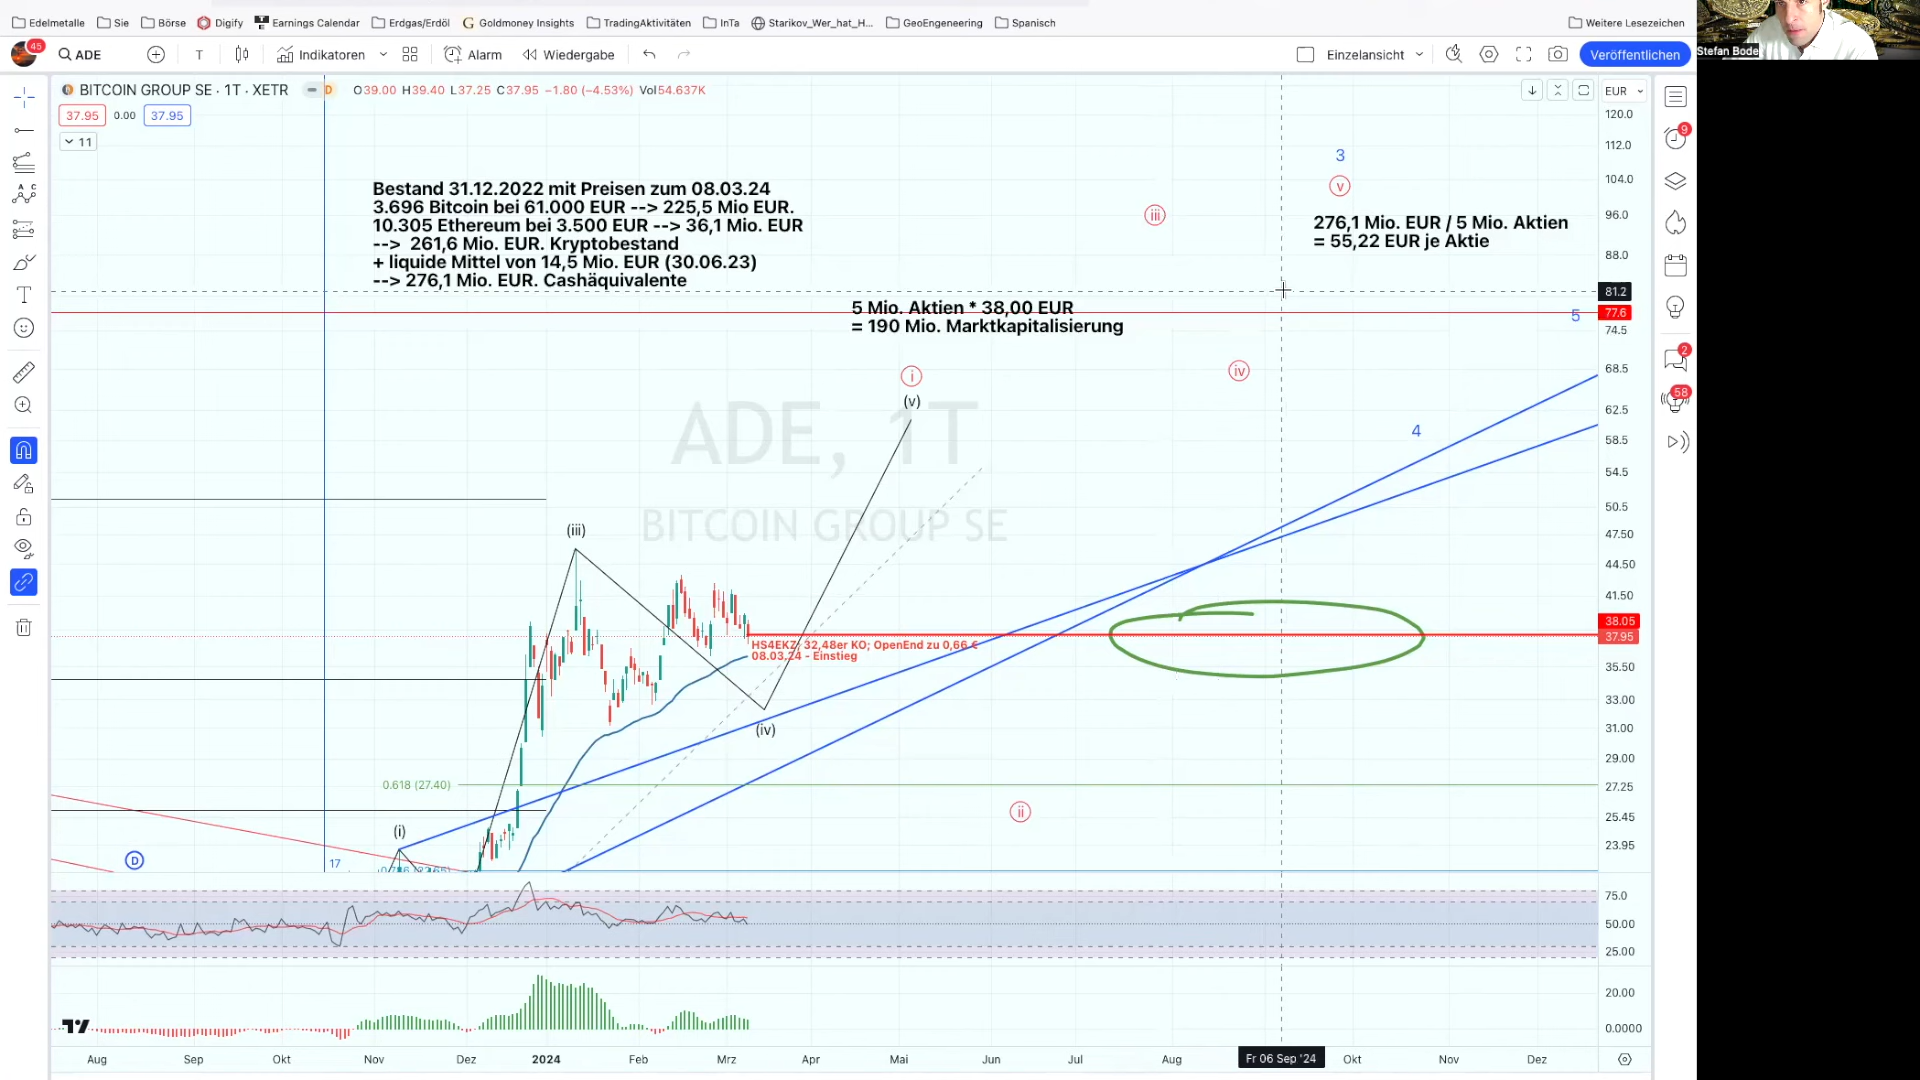 Edelmetalle Sie Börse Digify Earnings Calendar Erdgas/Erdöl Goldmoney Insights TradingAktivitäten InTa Starikov_Wer_hat_H... GeoEngeneering Spanisch Weitere Lesezeichen
Stefan Bode
45 ADE T Indikatoren Alarm Wiedergabe Einzelansicht Veröffentlichen
BITCOIN GROUP SE · 1T · XETR D O39.00 H39.40 L37.25 C37.95 −1.80 (−4.53%) Vol54.637K EUR
37.95 0.00 37.95
11
120.0
112.0
104.0
96.0
88.0
81.2
77.6
74.5
68.5
62.5
58.5
54.5
50.5
47.50
44.50
41.50
38.05
37.95
35.50
33.00
31.00
29.00
27.25
25.45
23.95
75.0
50.00
25.00
20.00
0.0000
9
2
58
Bestand 31.12.2022 mit Preisen zum 08.03.24
3.696 Bitcoin bei 61.000 EUR --> 225,5 Mio EUR.
10.305 Ethereum bei 3.500 EUR --> 36,1 Mio. EUR
--> 261,6 Mio. EUR. Kryptobestand
+ liquide Mittel von 14,5 Mio. EUR (30.06.23)
--> 276,1 Mio. EUR. Cashäquivalente
5 Mio. Aktien * 38,00 EUR
= 190 Mio. Marktkapitalisierung
3
v
iii
276,1 Mio. EUR / 5 Mio. Aktien
= 55,22 EUR je Aktie
5
iv
i
(v)
4
ADE, 1T
BITCOIN GROUP SE
(iii)
HS4EKZ; 32,48er KO; OpenEnd zu 0,66 €
08.03.24 - Einstieg
(iv)
0.618 (27.40)
ii
(i)
D
17
Aug Sep Okt Nov Dez 2024 Feb Mrz Apr Mai Jun Jul Aug Fr 06 Sep '24 Okt Nov Dez